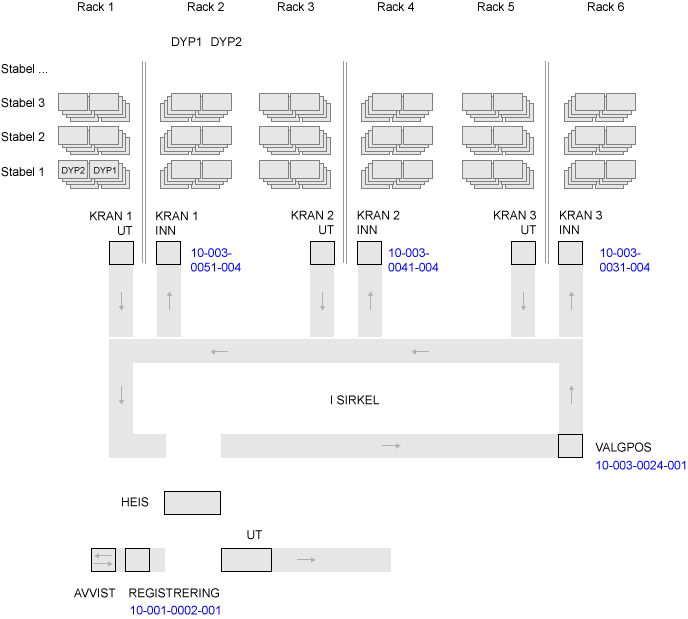 Rack 1 Rack 2 Rack 3 Rack 4 Rack 5 Rack 6
DYP1 DYP2
Stabel ...
Stabel 3
Stabel 2
Stabel 1 DYP2 DYP1
KRAN 1 UT
KRAN 1 INN
10-003-
0051-004
KRAN 2 UT
KRAN 2 INN
10-003-
0041-004
KRAN 3 UT
KRAN 3 INN
10-003-
0031-004
I SIRKEL
VALGPOS
10-003-0024-001
HEIS
UT
AVVIST REGISTRERING
10-001-0002-001